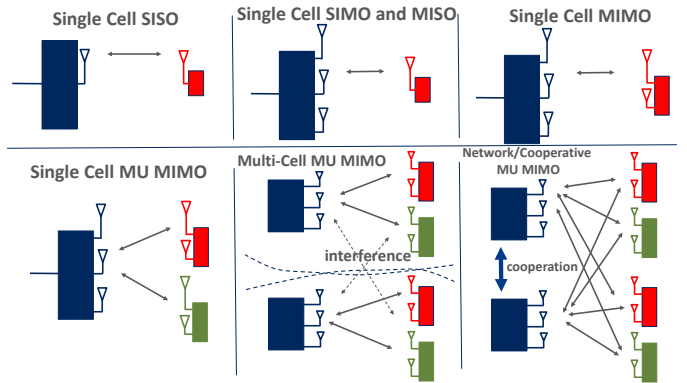 Single Cell SISO
Single Cell SIMO and MISO
Single Cell MIMO
Single Cell MU MIMO
Multi-Cell MU MIMO
Network/Cooperative
MU MIMO
interference
cooperation